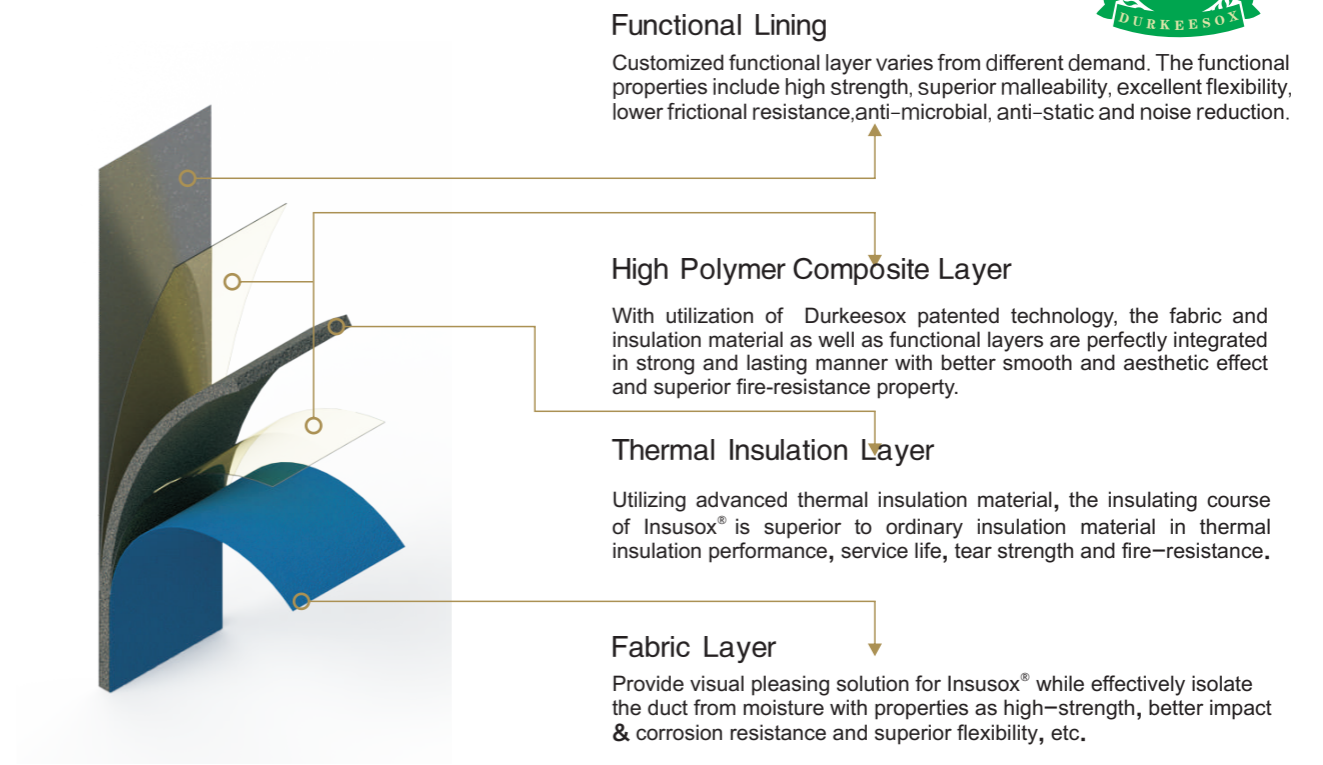 DURKEESOX
Functional Lining
Customized functional layer varies from different demand. The functional
properties include high strength, superior malleability, excellent flexibility,
lower frictional resistance,anti-microbial, anti-static and noise reduction.
High Polymer Composite Layer
With utilization of Durkeesox patented technology, the fabric and
insulation material as well as functional layers are perfectly integrated
in strong and lasting manner with better smooth and aesthetic effect
and superior fire-resistance property.
Thermal Insulation Layer
Utilizing advanced thermal insulation material, the insulating course
of Insusox® is superior to ordinary insulation material in thermal
insulation performance, service life, tear strength and fire-resistance.
Fabric Layer
Provide visual pleasing solution for Insusox® while effectively isolate
the duct from moisture with properties as high-strength, better impact
& corrosion resistance and superior flexibility, etc.